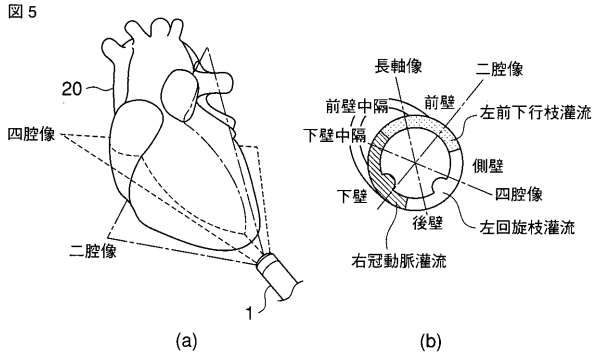 図5
20
四腔像
二腔像
1
(a)
長軸像
二腔像
前壁中隔
前壁
左前下行枝灌流
下壁中隔
側壁
四腔像
下壁
後壁
左回旋枝灌流
右冠動脈灌流
(b)